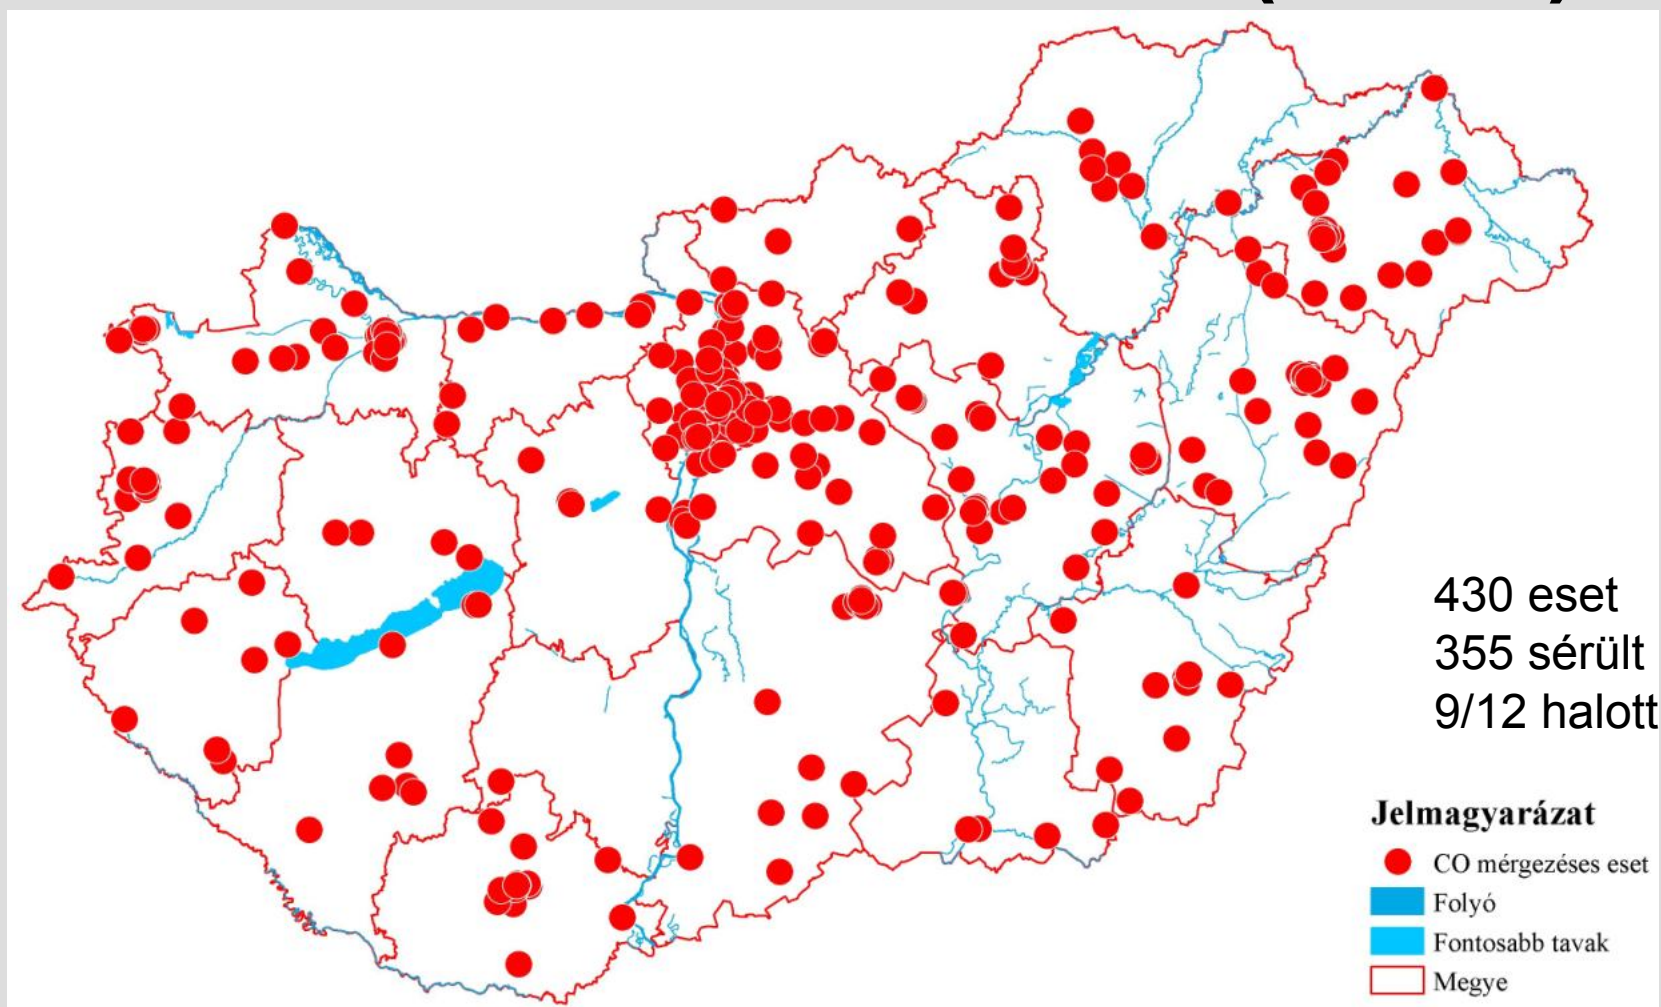 430 eset
355 sérült
9/12 halott
Jelmagyarázat
CO mérgezéses eset
Folyó
Fontosabb tavak
Megye